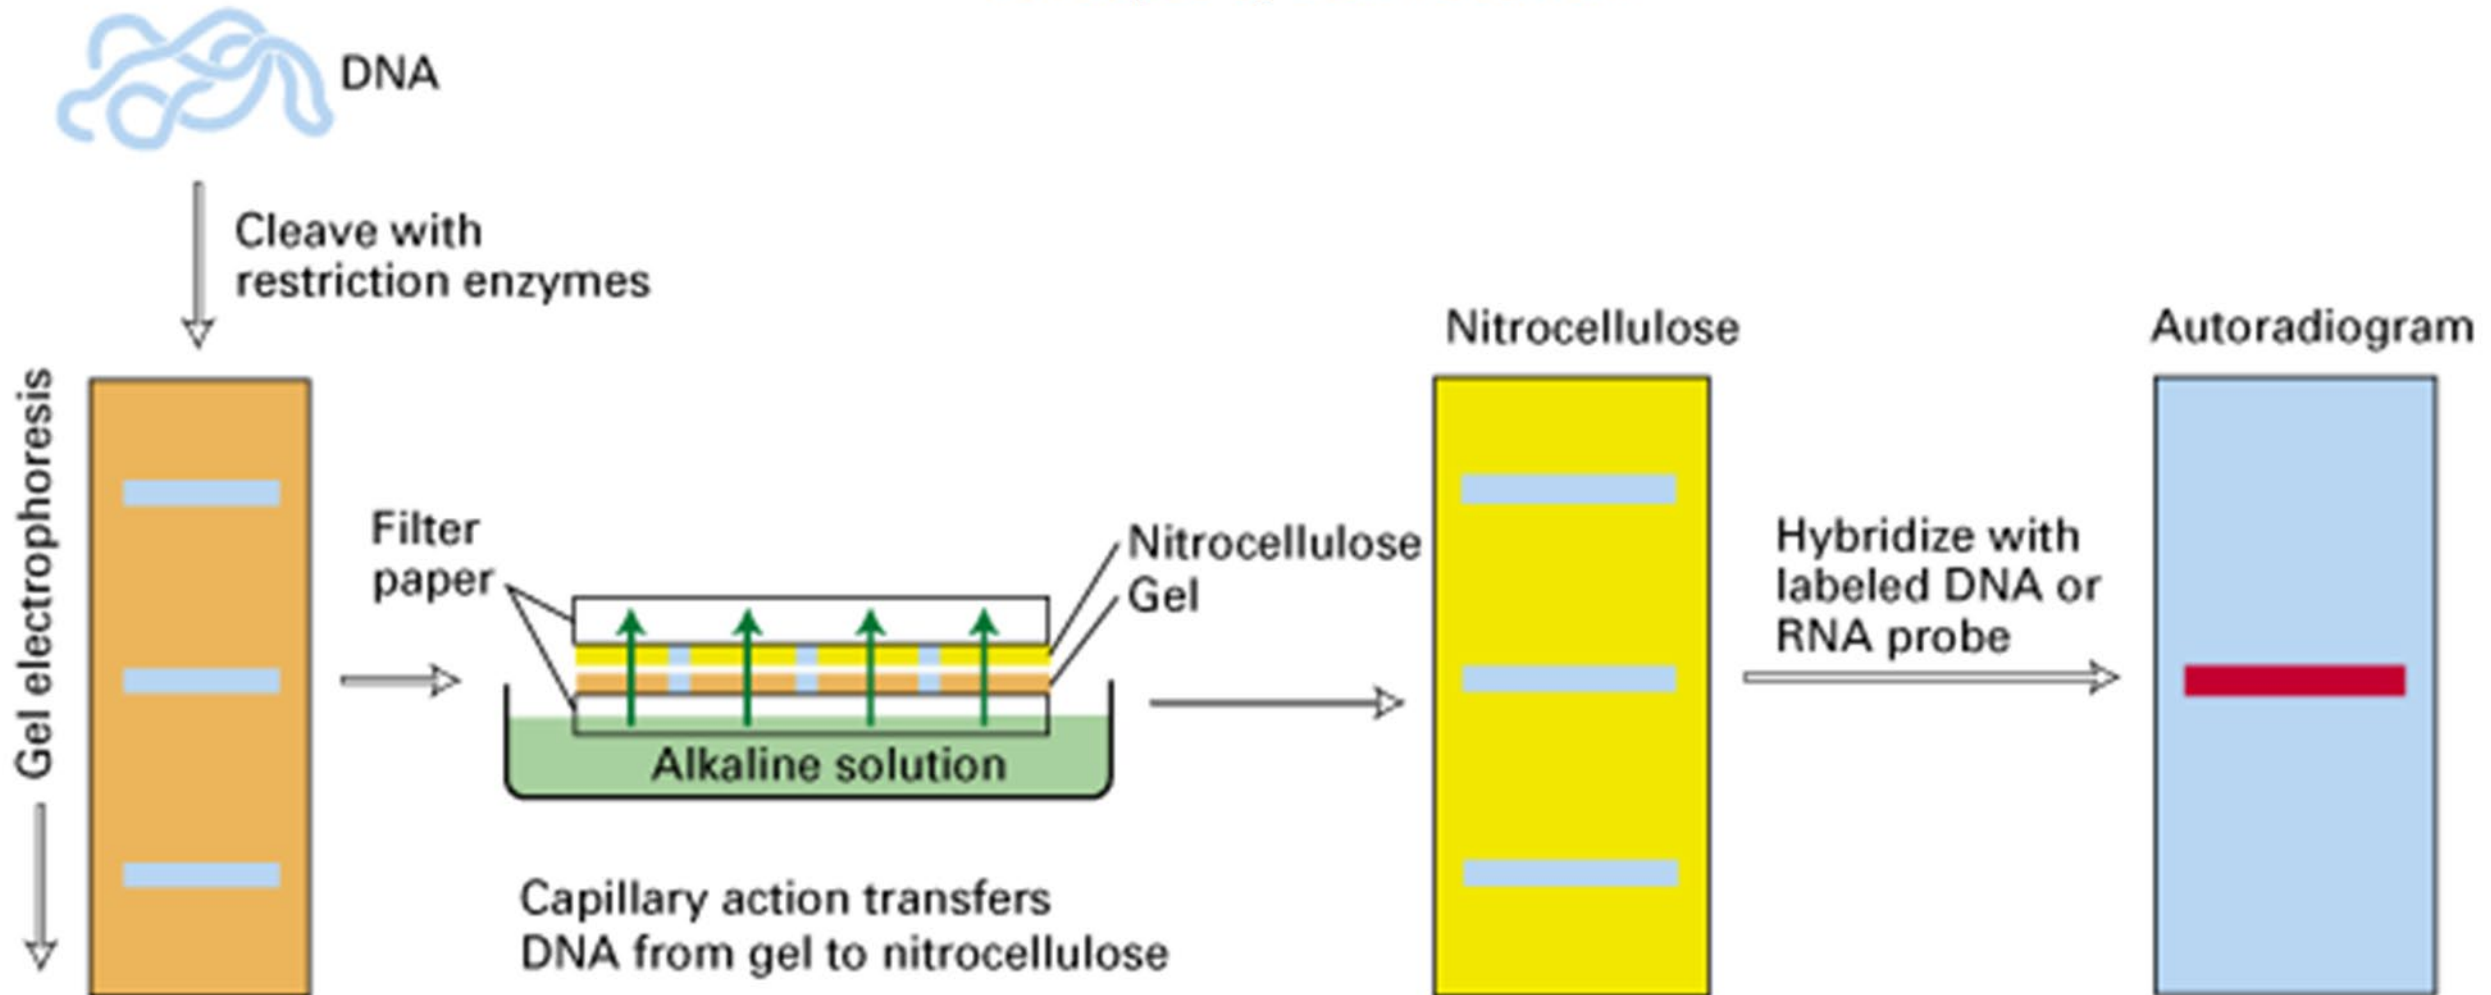 DNA
Cleave with
restriction enzymes
Gel electrophoresis
Filter
paper
Nitrocellulose
Gel
Alkaline solution
Capillary action transfers
DNA from gel to nitrocellulose
Nitrocellulose
Hybridize with
labeled DNA or
RNA probe
Autoradiogram